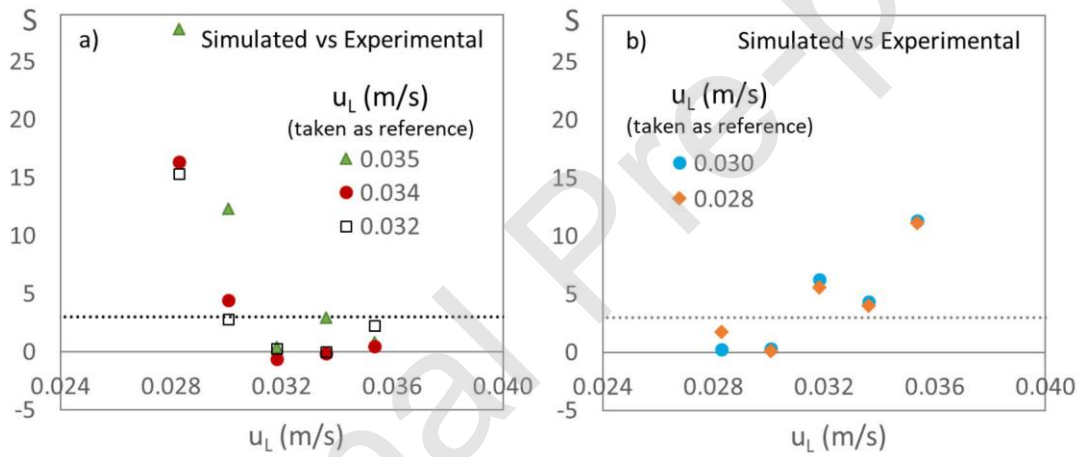 S
a) Simulated vs Experimental
25
20
15
10
5
0
-5
u_L (m/s)
(taken as reference)
0.035
0.034
0.032
0.024 0.028 0.032 0.036 0.040
u_L (m/s)
S
b) Simulated vs Experimental
25
20
15
10
5
0
-5
u_L (m/s)
(taken as reference)
0.030
0.028
0.024 0.028 0.032 0.036 0.040
u_L (m/s)
nal Pre-p